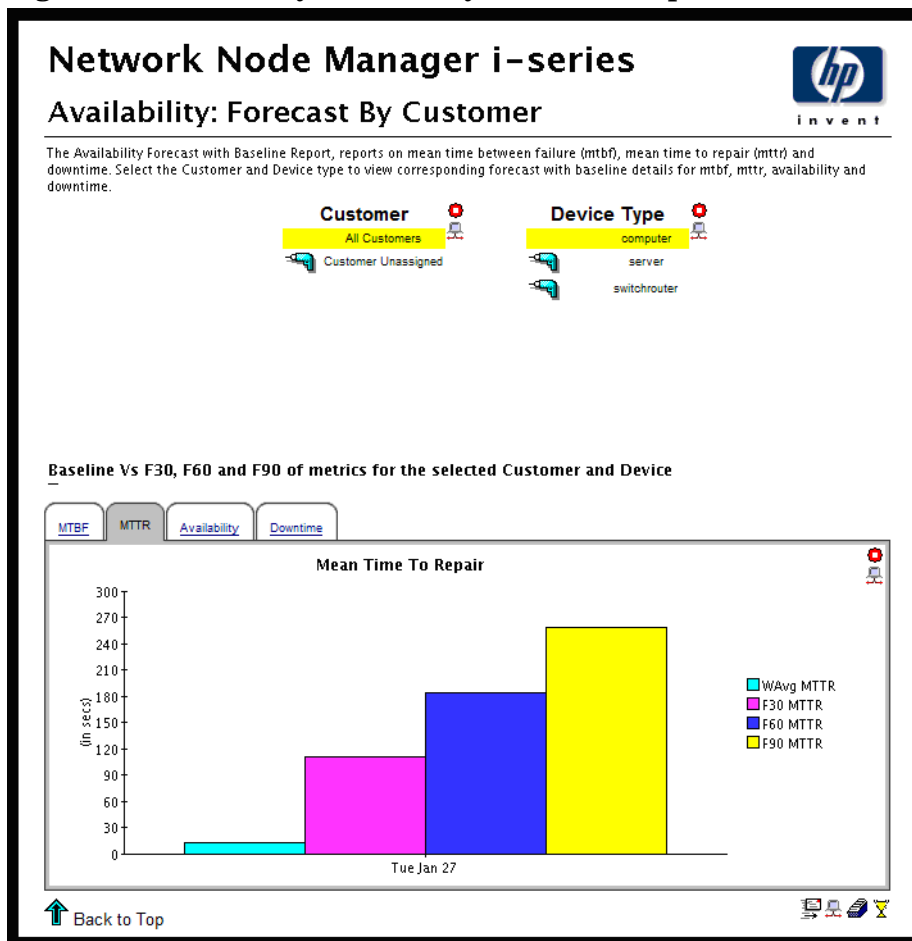 Network Node Manager i-series
hp
invent
Availability: Forecast By Customer
The Availability Forecast with Baseline Report, reports on mean time between failure (mtbf), mean time to repair (mttr) and
downtime. Select the Customer and Device type to view corresponding forecast with baseline details for mtbf, mttr, availability and
downtime.
Customer
All Customers
Customer Unassigned
Device Type
computer
server
switchrouter
Baseline Vs F30, F60 and F90 of metrics for the selected Customer and Device
MTBF
MTTR
Availability
Downtime
Mean Time To Repair
(in secs)
300
270
240
210
180
150
120
90
60
30
0
Tue Jan 27
WAvg MTTR
F30 MTTR
F60 MTTR
F90 MTTR
Back to Top